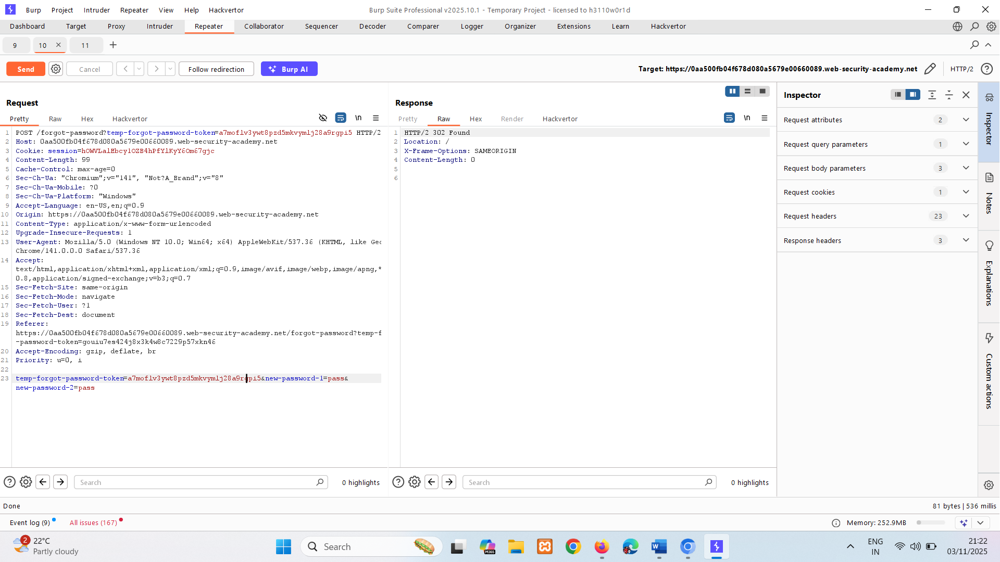 Burp Project Intruder Repeater View Help Hackvertor Burp Suite Professional v2025.10.1 - Temporary Project - licensed to h3110w0r1d
Dashboard Target Proxy Intruder Repeater Collaborator Sequencer Decoder Comparer Logger Organizer Extensions Learn Hackvertor
9 10 11
Send Cancel Follow redirection Burp AI Target: https://0aa500fb04f678d080a5679e00660089.web-security-academy.net HTTP/2
Request
Pretty Raw Hex Hackvertor
1 POST /forgot-password?temp-forgot-password-token=a7moflv3ywt8pzd5mkvymlj28a9rgpi5 HTTP/2
2 Host: 0aa500fb04f678d080a5679e00660089.web-security-academy.net
3 Cookie: session=hOWVLalEbcy1OZB4hPfYlKyY6Om67gjc
4 Content-Length: 99
5 Cache-Control: max-age=0
6 Sec-Ch-Ua: "Chromium";v="141", "Not?A_Brand";v="8"
7 Sec-Ch-Ua-Mobile: ?0
8 Sec-Ch-Ua-Platform: "Windows"
9 Accept-Language: en-US,en;q=0.9
10 Origin: https://0aa500fb04f678d080a5679e00660089.web-security-academy.net
11 Content-Type: application/x-www-form-urlencoded
12 Upgrade-Insecure-Requests: 1
13 User-Agent: Mozilla/5.0 (Windows NT 10.0; Win64; x64) AppleWebKit/537.36 (KHTML, like Gec
Chrome/141.0.0.0 Safari/537.36
14 Accept:
text/html,application/xhtml+xml,application/xml;q=0.9,image/avif,image/webp,image/apng,*
0.8,application/signed-exchange;v=b3;q=0.7
15 Sec-Fetch-Site: same-origin
16 Sec-Fetch-Mode: navigate
17 Sec-Fetch-User: ?1
18 Sec-Fetch-Dest: document
19 Referer:
https://0aa500fb04f678d080a5679e00660089.web-security-academy.net/forgot-password?temp-f
-password-token=gouiu7es424j8x3k4w8c7229p57xkn46
20 Accept-Encoding: gzip, deflate, br
21 Priority: u=0, i
22
23 temp-forgot-password-token=a7moflv3ywt8pzd5mkvymlj28a9rgpi5&new-password-1=pass&
new-password-2=pass
Search 0 highlights
Response
Pretty Raw Hex Render Hackvertor
1 HTTP/2 302 Found
2 Location: /
3 X-Frame-Options: SAMEORIGIN
4 Content-Length: 0
5
6
Search 0 highlights
Inspector
Request attributes 2
Request query parameters 1
Request body parameters 3
Request cookies 1
Request headers 23
Response headers 3
Inspector
Notes
Explanations
Custom actions
Done 81 bytes | 536 millis
Event log (9) All issues (167) Memory: 252.9MB
2 22°C
Partly cloudy
Search
M365
ENG
IN
21:22
03/11/2025